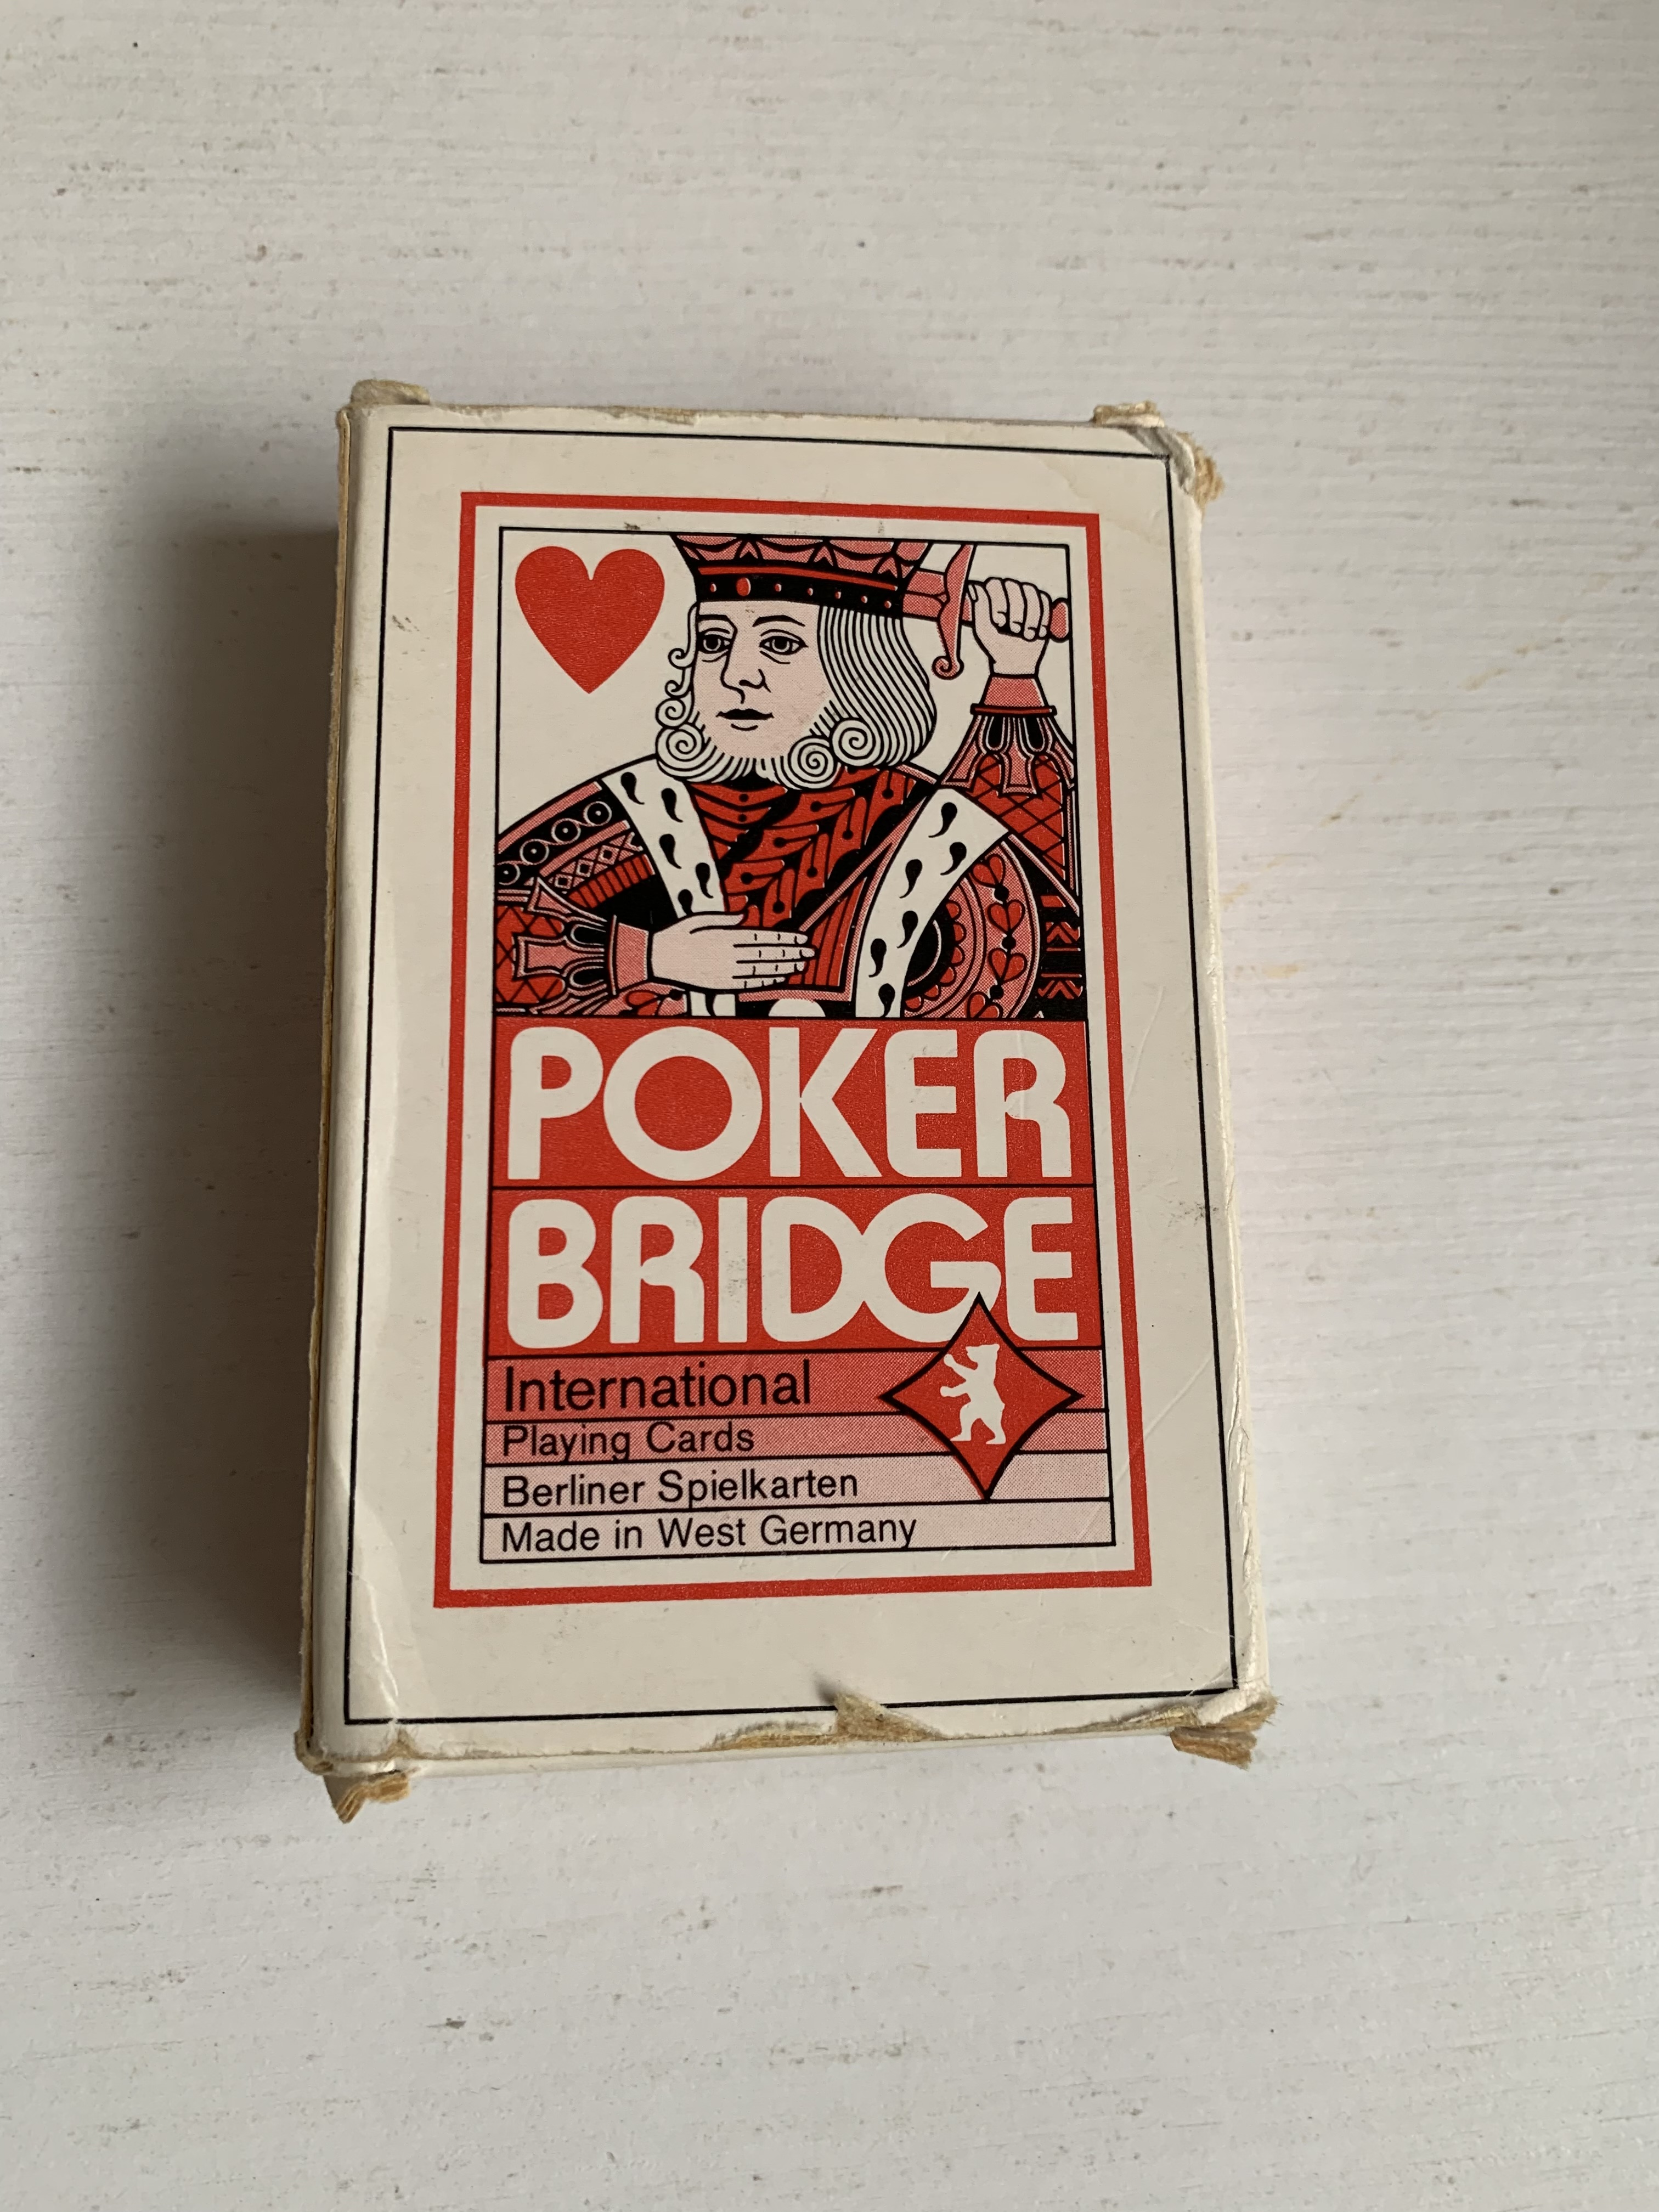 POKER
BRIDGE
International
Playing Cards
Berliner Spielkarten
Made in West Germany